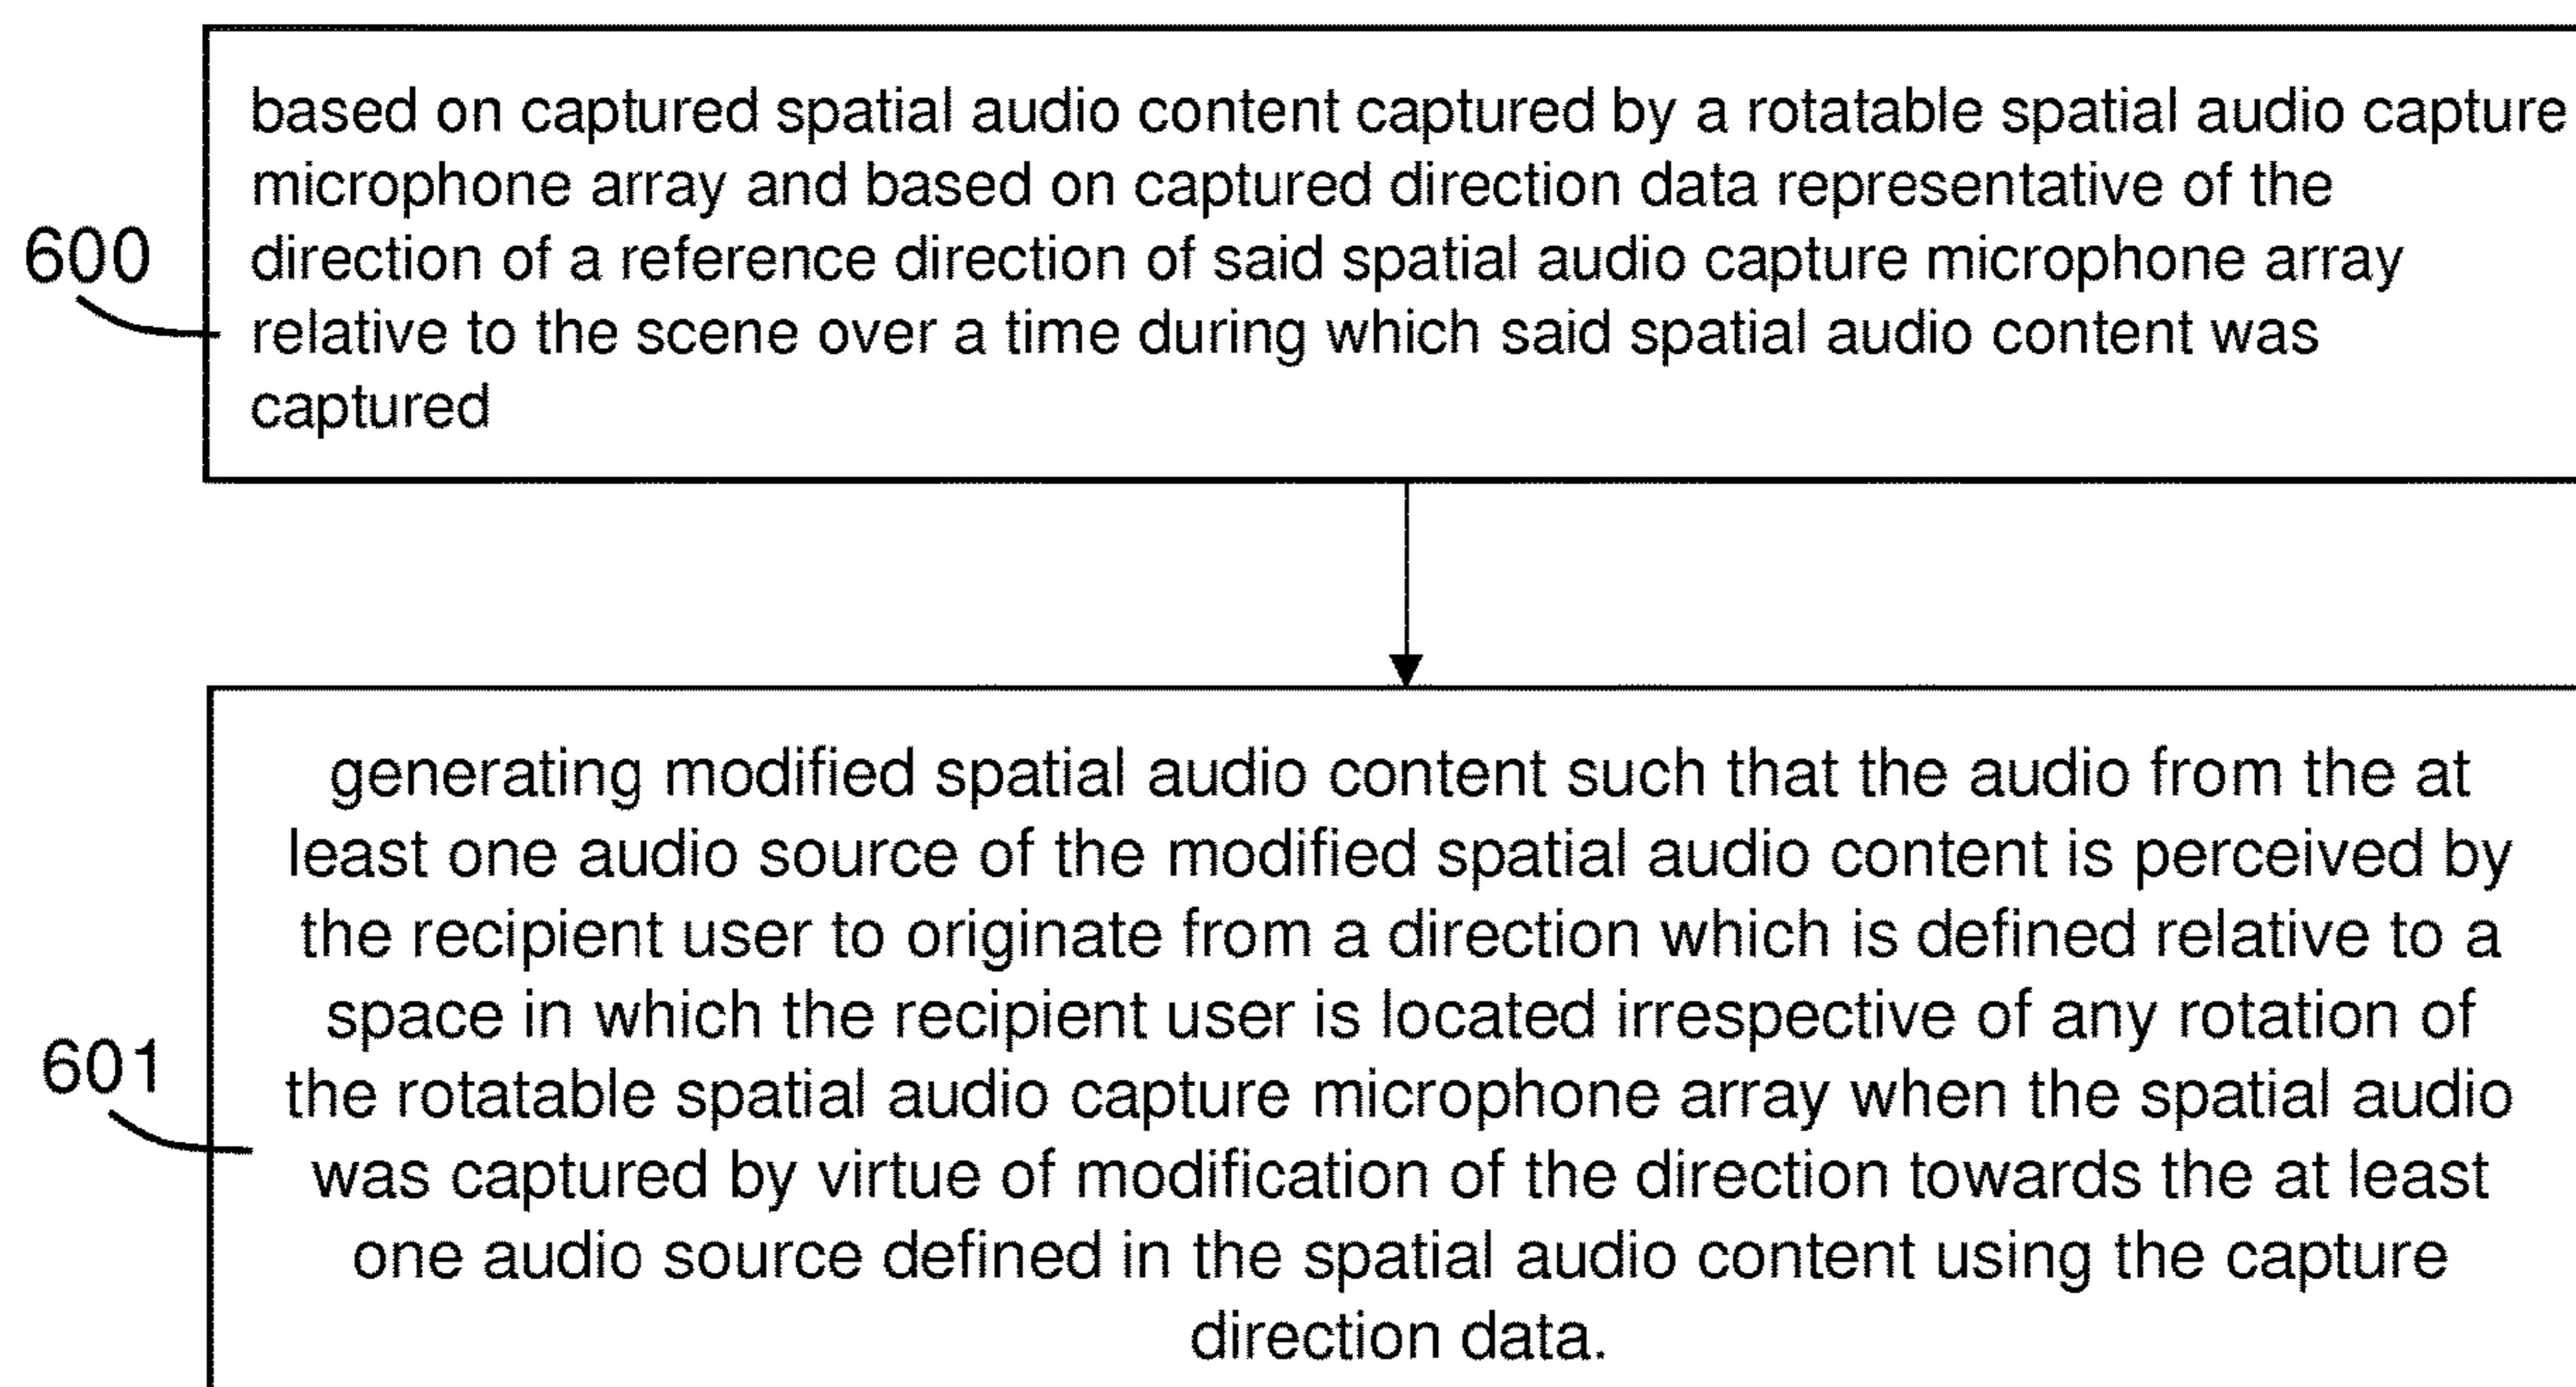 based on captured spatial audio content captured by a rotatable spatial audio capture
microphone array and based on captured direction data representative of the
direction of a reference direction of said spatial audio capture microphone array
relative to the scene over a time during which said spatial audio content was
captured
600
generating modified spatial audio content such that the audio from the at
least one audio source of the modified spatial audio content is perceived by
the recipient user to originate from a direction which is defined relative to a
space in which the recipient user is located irrespective of any rotation of
the rotatable spatial audio capture microphone array when the spatial audio
was captured by virtue of modification of the direction towards the at least
one audio source defined in the spatial audio content using the capture
direction data.
601